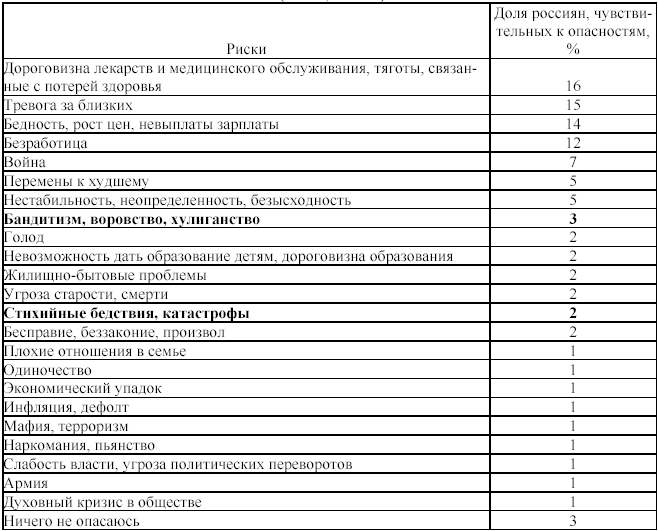 Риски
Доля россиян, чувстви-
тельных к опасностям,
%
Дороговизна лекарств и медицинского обслуживания, тяготы, связан-
ные с потерей здоровья 16
Тревога за близких 15
Бедность, рост цен, невыплаты зарплаты 14
Безработица 12
Война 7
Перемены к худшему 5
Нестабильность, неопределенность, безысходность 5
Бандитизм, воровство, хулиганство 3
Голод 2
Невозможность дать образование детям, дороговизна образования 2
Жилищно-бытовые проблемы 2
Угроза старости, смерти 2
Стихийные бедствия, катастрофы 2
Бесправие, беззаконие, произвол 2
Плохие отношения в семье 1
Одиночество 1
Экономический упадок 1
Инфляция, дефолт 1
Мафия, терроризм 1
Наркомания, пьянство 1
Слабость власти, угроза политических переворотов 1
Армия 1
Духовный кризис в обществе 1
Ничего не опасаюсь 3